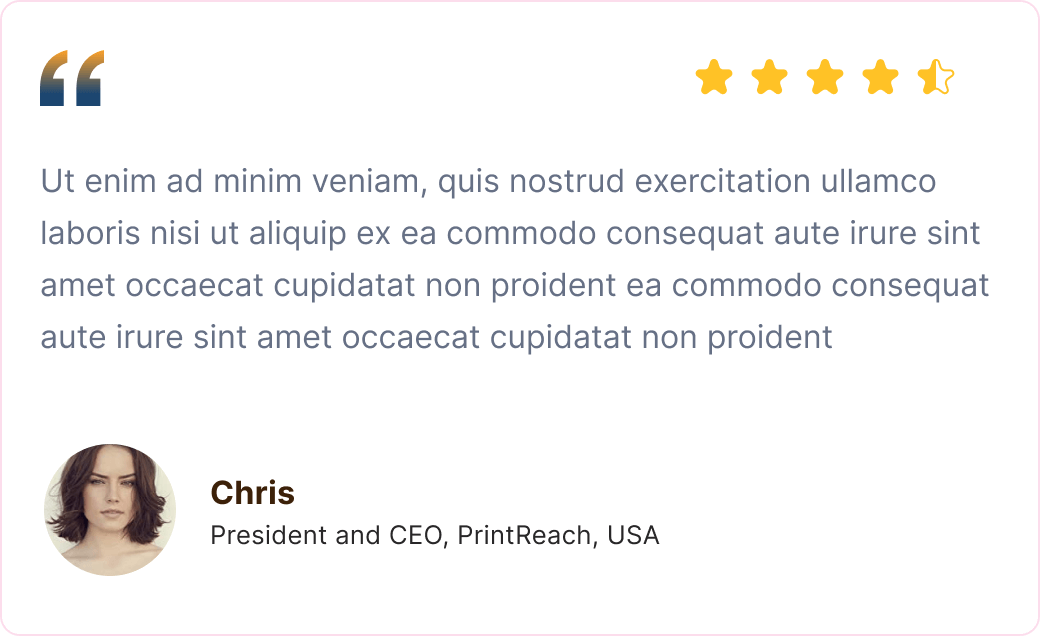 Ut enim ad minim veniam, quis nostrud exercitation ullamco
laboris nisi ut aliquip ex ea commodo consequat aute irure sint
amet occaecat cupidatat non proident ea commodo consequat
aute irure sint amet occaecat cupidatat non proident
Chris
President and CEO, PrintReach, USA